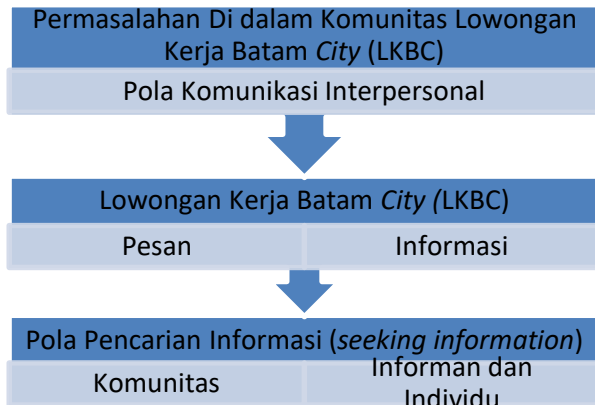 Permasalahan Di dalam Komunitas Lowongan
Kerja Batam City (LKBC)
Pola Komunikasi Interpersonal
Lowongan Kerja Batam City (LKBC)
Pesan Informasi
Pola Pencarian Informasi (seeking information)
Komunitas Informan dan
Individu